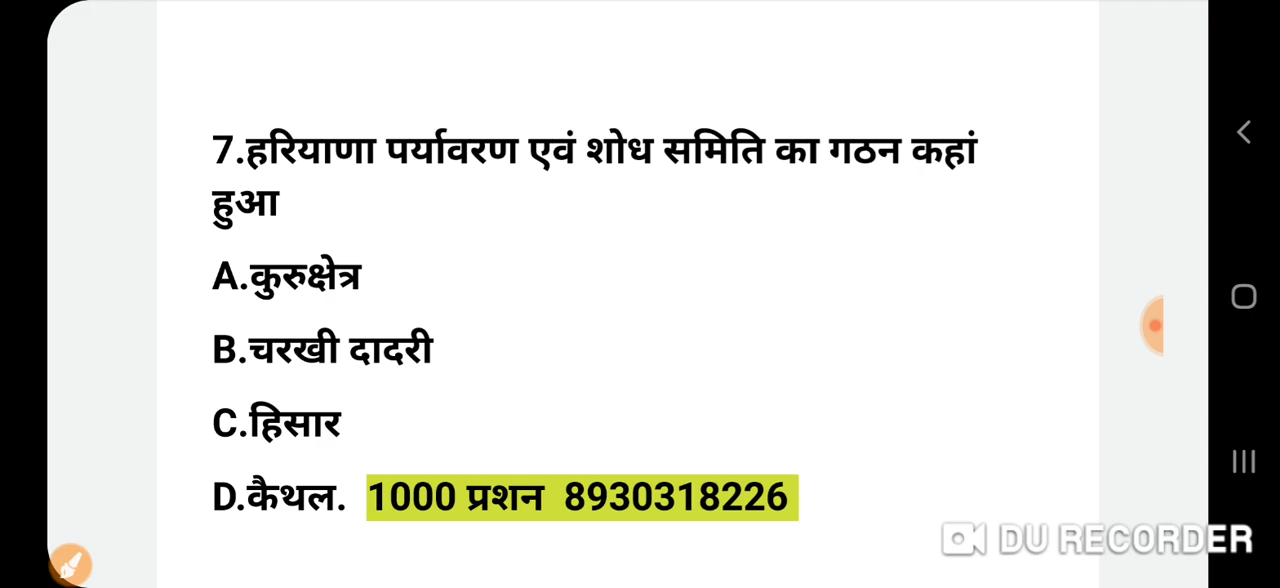 7.हरियाणा पर्यावरण एवं शोध समिति का गठन कहां
हुआ
A.कुरुक्षेत्र
B.चरखी दादरी
C.हिसार
D.कैथल. 1000 प्रशन 8930318226
DU RECORDER